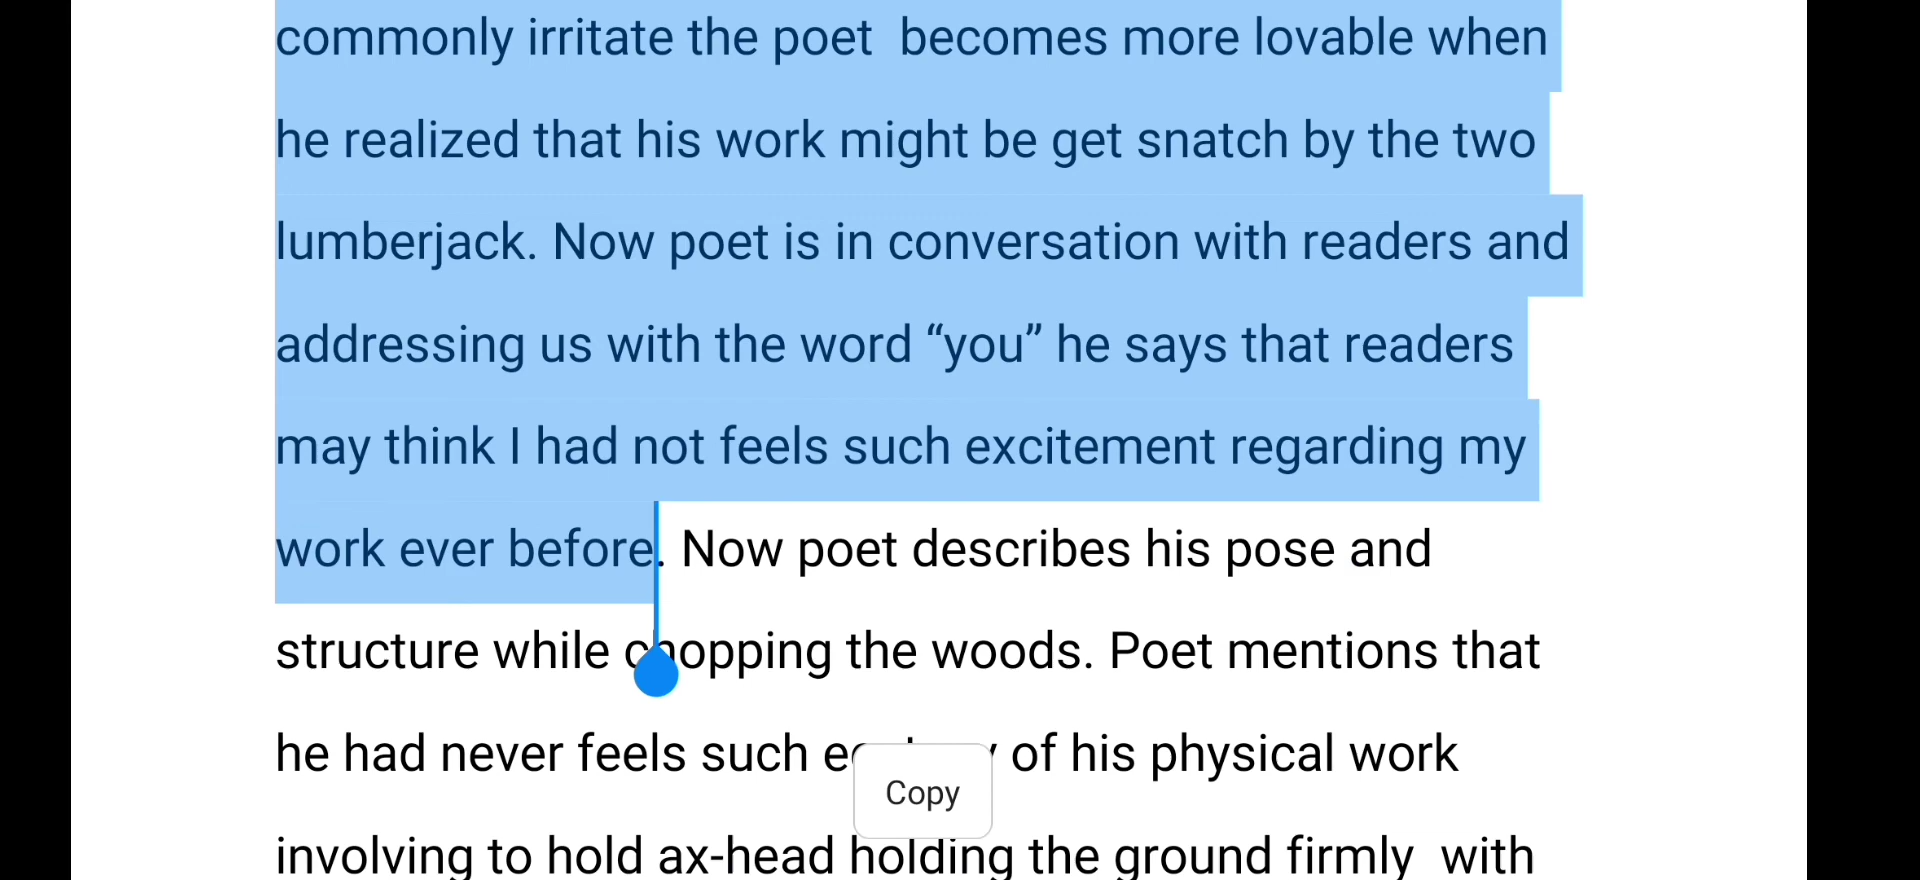 commonly irritate the poet  becomes more lovable when
he realized that his work might be get snatch by the two
lumberjack. Now poet is in conversation with readers and
addressing us with the word “you” he says that readers
may think I had not feels such excitement regarding my
work ever before. Now poet describes his pose and
structure while chopping the woods. Poet mentions that
he had never feels such of his physical work
Copy
involving to hold ax-head holding the ground firmly  with